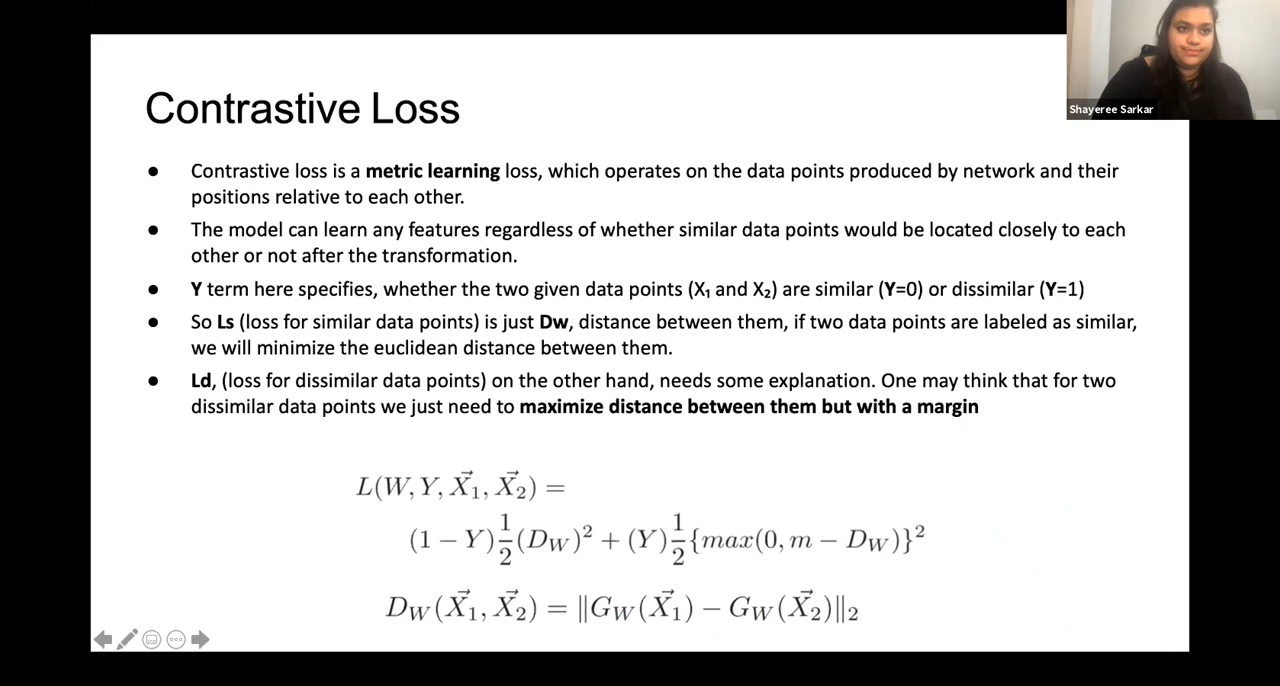 Shayeree Sarkar
Contrastive Loss
● Contrastive loss is a metric learning loss, which operates on the data points produced by network and their
positions relative to each other.
● The model can learn any features regardless of whether similar data points would be located closely to each
other or not after the transformation.
● Y term here specifies, whether the two given data points (X₁ and X₂) are similar (Y=0) or dissimilar (Y=1)
● So Ls (loss for similar data points) is just Dw, distance between them, if two data points are labeled as similar,
we will minimize the euclidean distance between them.
● Ld, (loss for dissimilar data points) on the other hand, needs some explanation. One may think that for two
dissimilar data points we just need to maximize distance between them but with a margin
L(W, Y, X⃗₁, X⃗₂) =
(1 − Y)½(D_W)² + (Y)½{max(0, m − D_W)}²
D_W(X⃗₁, X⃗₂) = ‖G_W(X⃗₁) − G_W(X⃗₂)‖₂